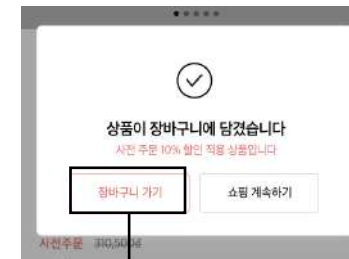 상품이 장바구니에 담겼습니다
사전 주문 10% 할인 적용 상품입니다
장바구니 가기
쇼핑 계속하기
사전주문 310,500원